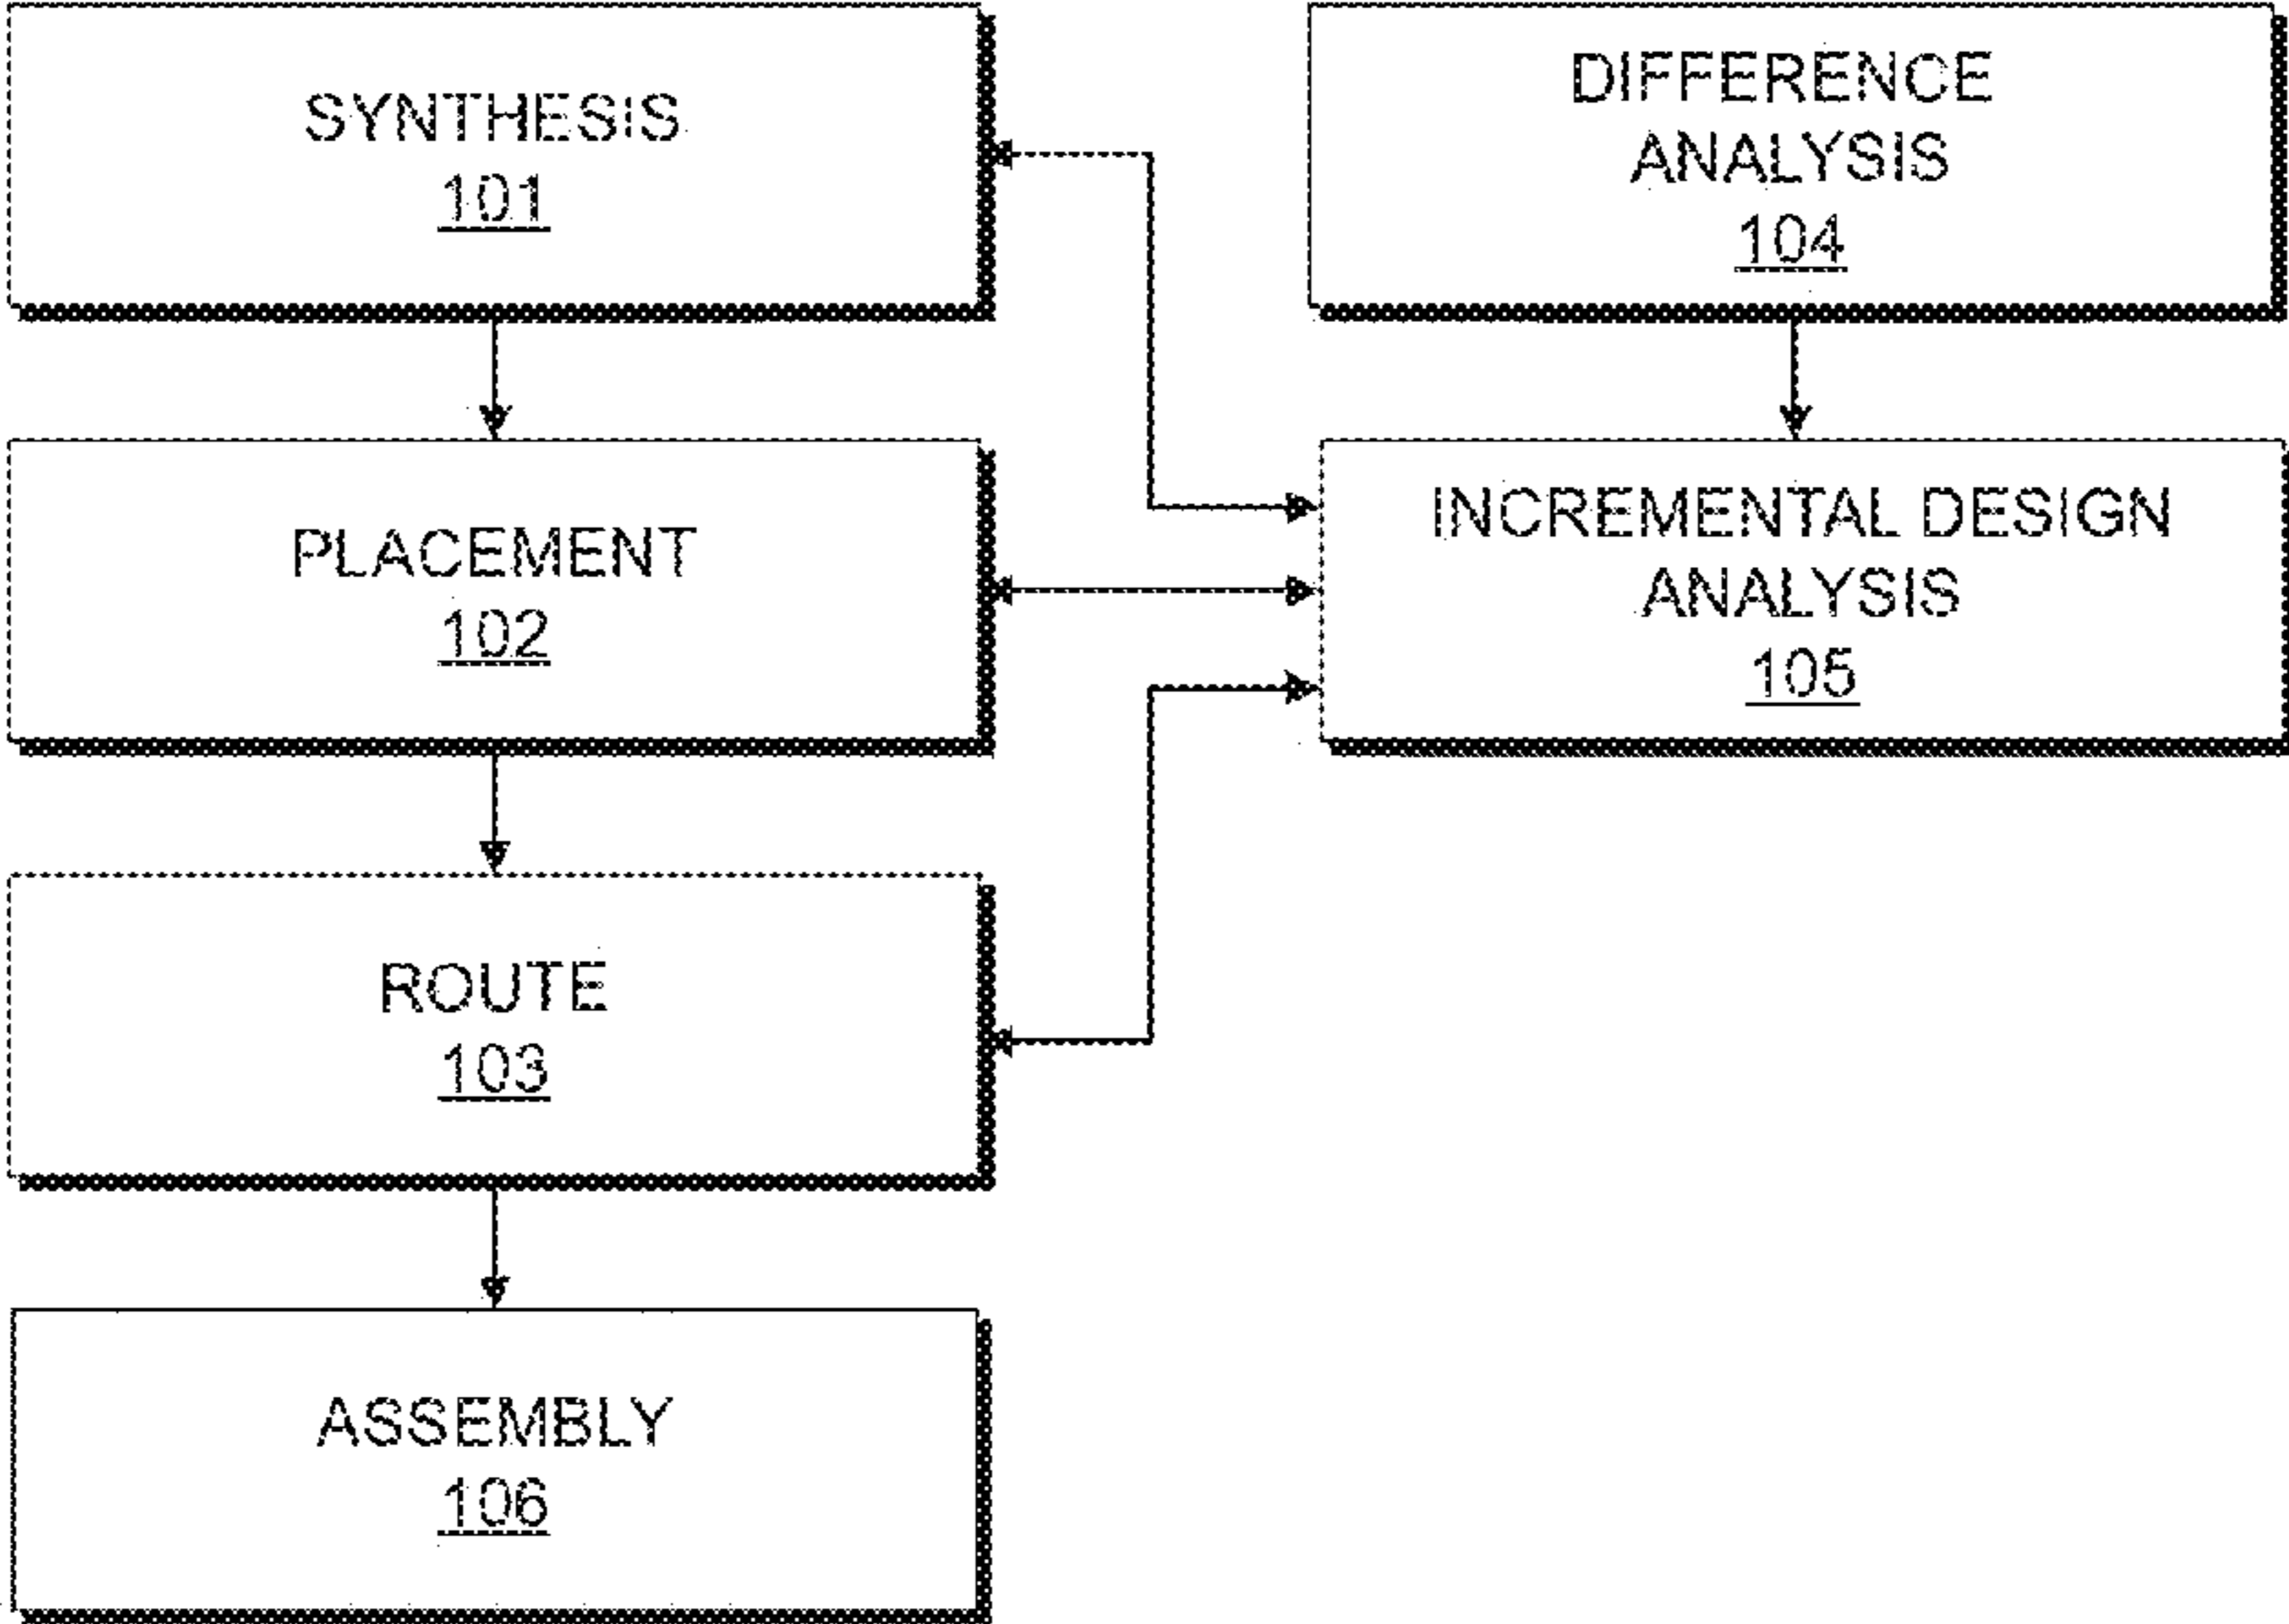 SYNTHESIS
101
DIFFERENCE
ANALYSIS
104
PLACEMENT
102
INCREMENTAL DESIGN
ANALYSIS
105
ROUTE
103
ASSEMBLY
106